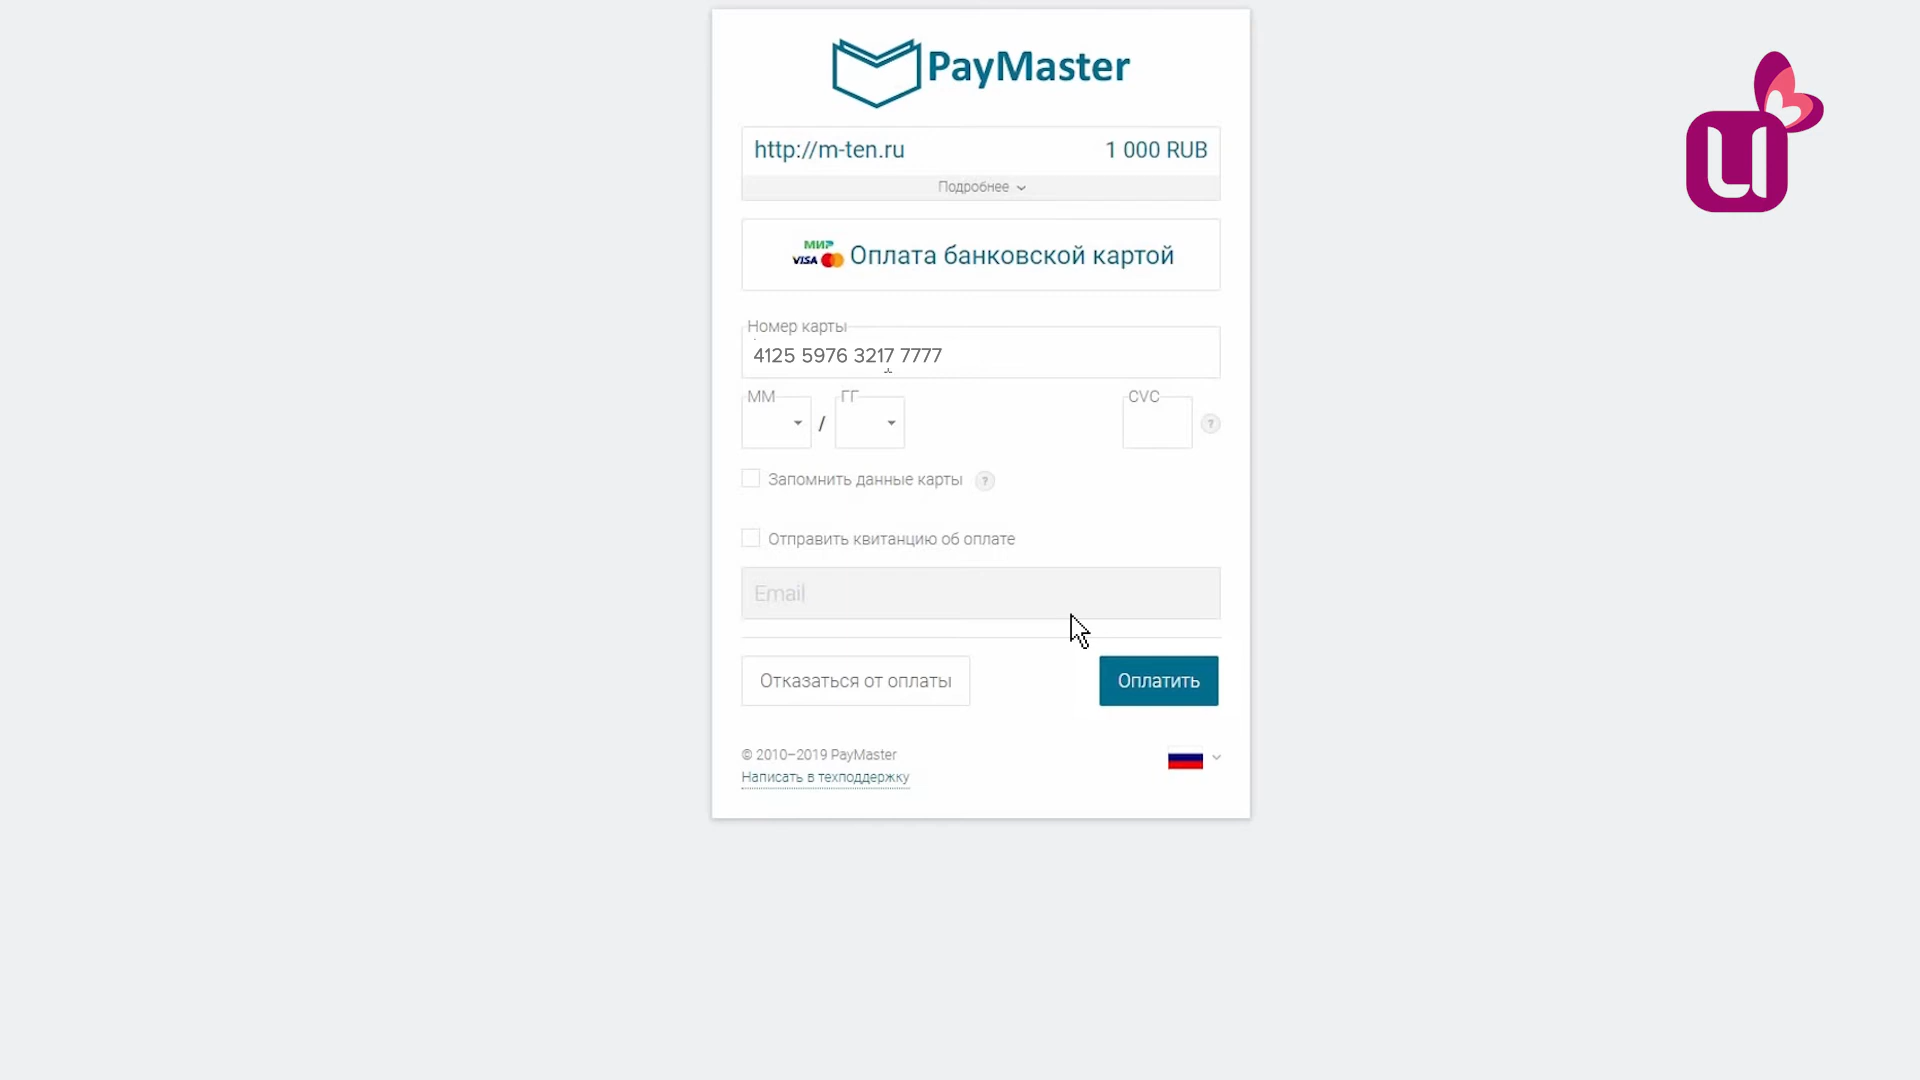 PayMaster
http://m-ten.ru 1 000 RUB
Подробнее
МИР
VISA
Оплата банковской картой
Номер карты
4125 5976 3217 7777
ММ / ГГ CVC
?
Запомнить данные карты ?
Отправить квитанцию об оплате
Email
Отказаться от оплаты Оплатить
© 2010–2019 PayMaster
Написать в техподдержку